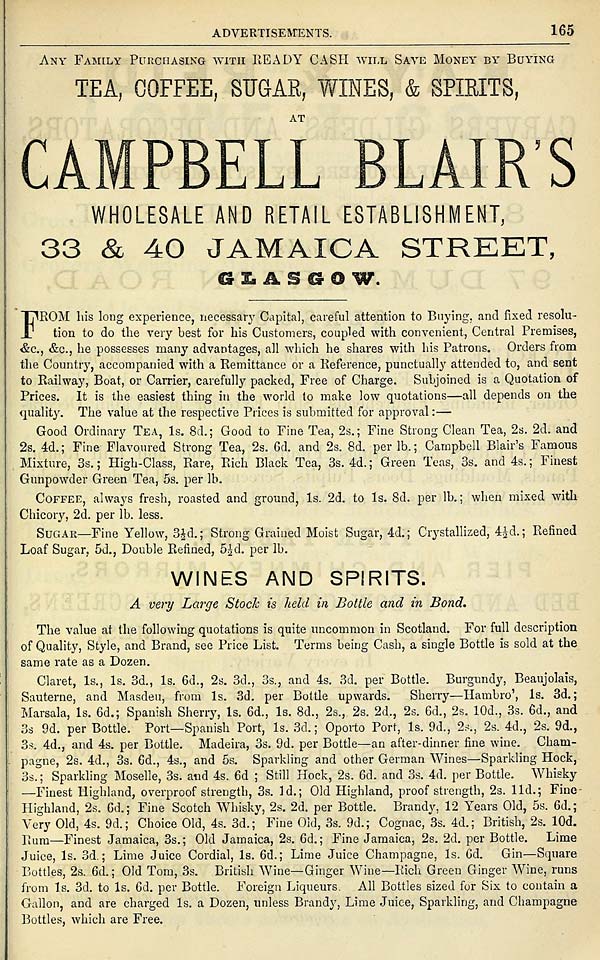 ADVERTISEMENTS. 165
ANY FAMILY PURCHASING WITH READY CASH WILL SAVE MONEY BY BUYING
TEA, COFFEE, SUGAR, WINES, & SPIRITS,
AT
CAMPBELL BLAIR'S
WHOLESALE AND RETAIL ESTABLISHMENT,
33 & 40 JAMAICA STREET,
GLASGOW.
FROM his long experience, necessary Capital, careful attention to Buying, and fixed resolu-
tion to do the very best for his Customers, coupled with convenient, Central Premises,
&c., &c., he possesses many advantages, all which he shares with his Patrons. Orders from
the Country, accompanied with a Remittance or a Reference, punctually attended to, and sent
to Railway, Boat, or Carrier, carefully packed, Free of Charge. Subjoined is a Quotation of
Prices. It is the easiest thing in the world to make low quotations—all depends on the
quality. The value at the respective Prices is submitted for approval:—
Good Ordinary TEA, 1s. 8d.; Good to Fine Tea, 2s.; Fine Strong Clean Tea, 2s. 2d. and
2s. 4d.; Fine Flavoured Strong Tea, 2s. 6d. and 2s. 8d. per lb.; Campbell Blair's Famous
Mixture, 3s.; High-Class, Rare, Rich Black Tea, 3s. 4d.; Green Teas, 3s. and 4s.; Finest
Gunpowder Green Tea, 5s. per lb.
COFFEE, always fresh, roasted and ground, 1s. 2d. to 1s. 8d. per lb.; when mixed with
Chicory, 2d. per lb. less.
SUGAR—Fine Yellow, 3½d.; Strong Grained Moist Sugar, 4d.; Crystallized, 4½d.; Refined
Loaf Sugar, 5d., Double Refined, 5½d. per lb.
WINES AND SPIRITS.
A very Large Stock is held in Bottle and in Bond.
The value at the following quotations is quite uncommon in Scotland. For full description
of Quality, Style, and Brand, see Price List. Terms being Cash, a single Bottle is sold at the
same rate as a Dozen.
Claret, 1s., 1s. 3d., 1s. 6d., 2s. 3d., 3s., and 4s. 3d. per Bottle. Burgundy, Beaujolais,
Sauterne, and Masdeu, from 1s. 3d. per Bottle upwards. Sherry—Hambro', 1s. 3d.;
Marsala, 1s. 6d.; Spanish Sherry, 1s. 6d., 1s. 8d., 2s., 2s. 2d., 2s. 6d., 2s. 10d., 3s. 6d., and
3s 9d. per Bottle. Port—Spanish Port, 1s. 3d.; Oporto Port, 1s. 9d., 2s., 2s. 4d., 2s. 9d.,
3s. 4d., and 4s. per Bottle. Madeira, 3s. 9d. per Bottle—an after-dinner fine wine. Cham-
pagne, 2s. 4d., 3s. 6d., 4s., and 5s. Sparkling and other German Wines—Sparkling Hock,
3s.; Sparkling Moselle, 3s. and 4s. 6d ; Still Hock, 2s. 6d. and 3s. 4d. per Bottle. Whisky
—Finest Highland, overproof strength, 3s. 1d.; Old Highland, proof strength, 2s. 11d.; Fine
Highland, 2s. 6d.; Fine Scotch Whisky, 2s. 2d. per Bottle. Brandy, 12 Years Old, 5s. 6d.;
Very Old, 4s. 9d.; Choice Old, 4s. 3d.; Fine Old, 3s. 9d.; Cognac, 3s. 4d.; British, 2s. 10d.
Rum—Finest Jamaica, 3s.; Old Jamaica, 2s. 6d.; Fine Jamaica, 2s. 2d. per Bottle. Lime
Juice, 1s. 3d.; Lime Juice Cordial, 1s. 6d.; Lime Juice Champagne, 1s. 6d. Gin—Square
Bottles, 2s. 6d.; Old Tom, 3s. British Wine—Ginger Wine—Rich Green Ginger Wine, runs
from 1s. 3d. to 1s. 6d. per Bottle. Foreign Liqueurs. All Bottles sized for Six to contain a
Gallon, and are charged 1s. a Dozen, unless Brandy, Lime Juice, Sparkling, and Champagne
Bottles, which are Free.